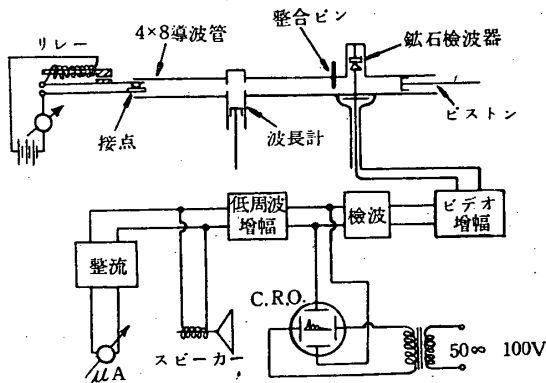 リレー
4×8導波管
整合ピン
鉱石検波器
接点
波長計
ピストン
低周波
増幅
検波
ビデオ
増幅
整流
C.R.O.
スピーカー
μA
50∞ 100V